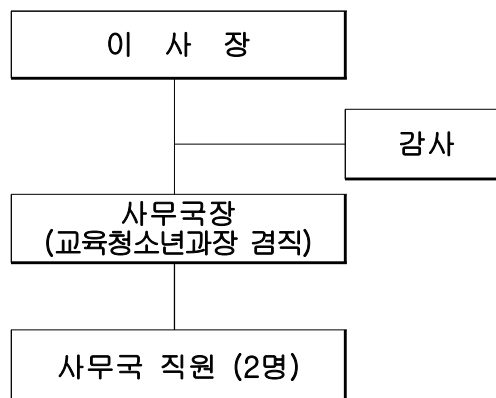 이 사 장
감사
사무국장
(교육청소년과장 겸직)
사무국 직원 (2명)